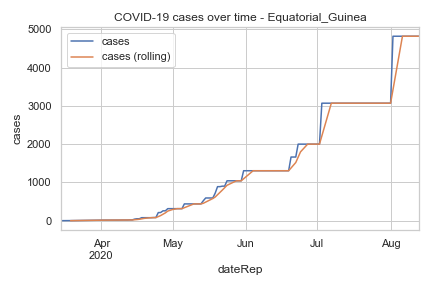 COVID-19 cases over time - Equatorial_Guinea
cases
cases (rolling)
5000
4000
3000
2000
1000
0
cases
Apr
2020
May
Jun
Jul
Aug
dateRep